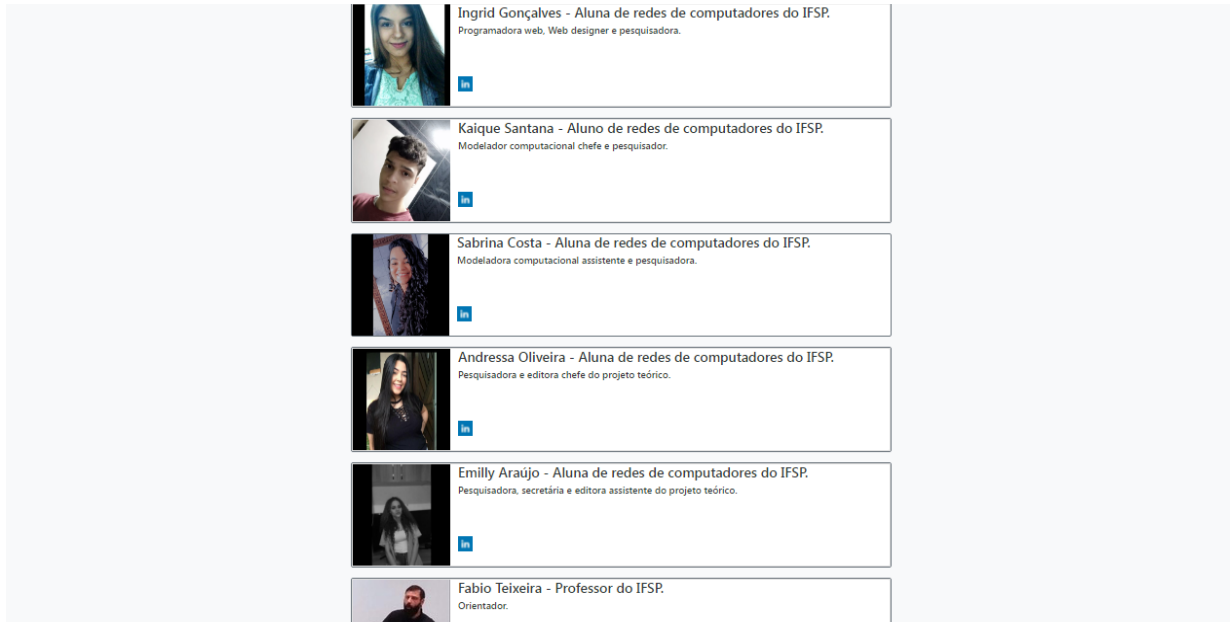 Ingrid Gonçalves - Aluna de redes de computadores do IFSP.
Programadora web, Web designer e pesquisadora.
in
Kaique Santana - Aluno de redes de computadores do IFSP.
Modelador computacional chefe e pesquisador.
in
Sabrina Costa - Aluna de redes de computadores do IFSP.
Modeladora computacional assistente e pesquisadora.
in
Andressa Oliveira - Aluna de redes de computadores do IFSP.
Pesquisadora e editora chefe do projeto teórico.
in
Emilly Araújo - Aluna de redes de computadores do IFSP.
Pesquisadora, secretária e editora assistente do projeto teórico.
in
Fabio Teixeira - Professor do IFSP.
Orientador.